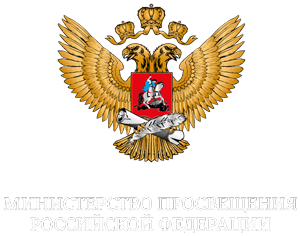 МИНИСТЕРСТВО ПРОСВЕЩЕНИЯ
РОССИЙСКОЙ ФЕДЕРАЦИИ